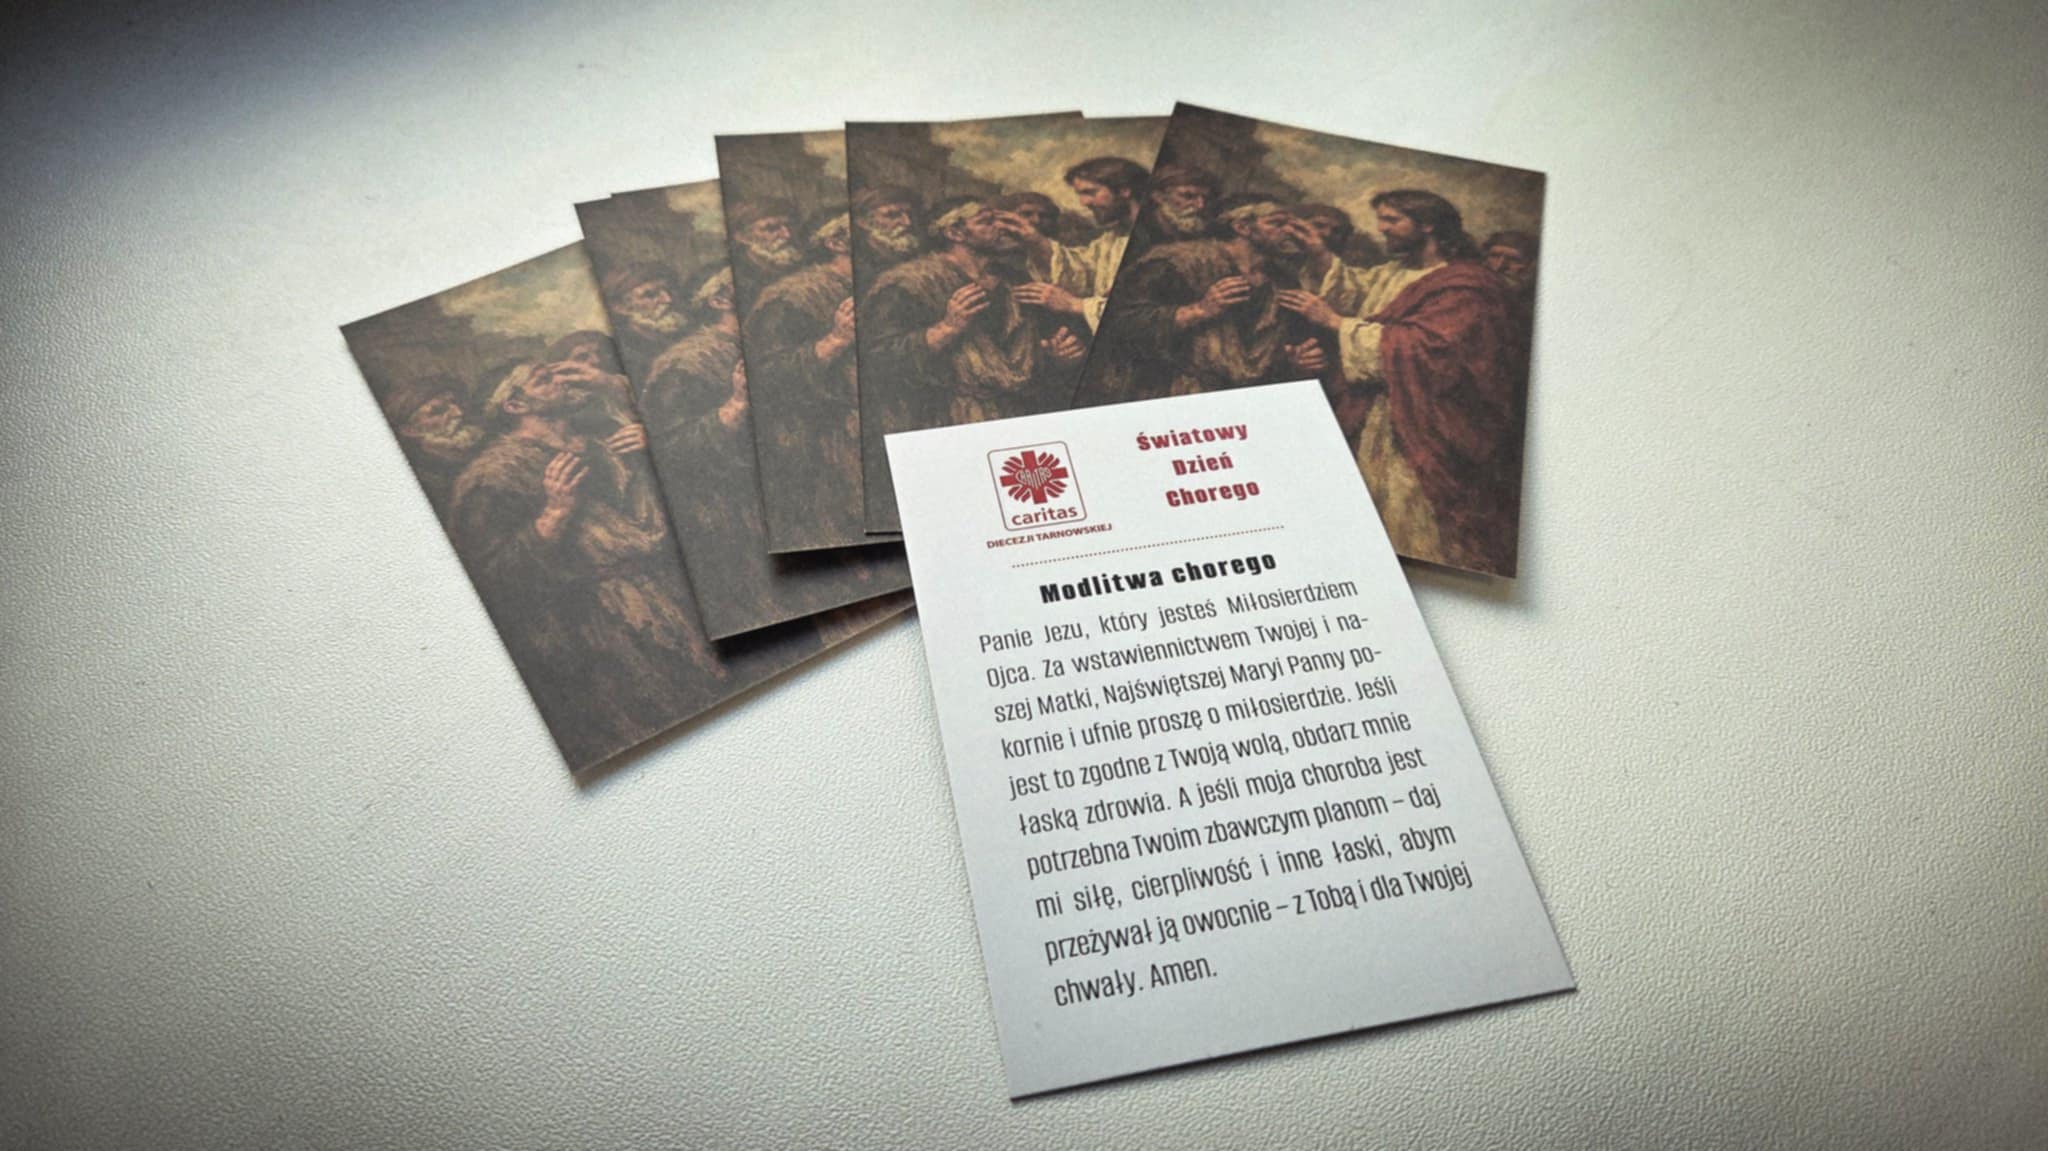 CARITAS
caritas
DIECEZJI TARNOWSKIEJ
Światowy
Dzień
Chorego
Modlitwa chorego
Panie Jezu, który jesteś Miłosierdziem
Ojca. Za wstawiennictwem Twojej i na-
szej Matki, Najświętszej Maryi Panny po-
kornie i ufnie proszę o miłosierdzie. Jeśli
jest to zgodne z Twoją wolą, obdarz mnie
łaską zdrowia. A jeśli moja choroba jest
potrzebna Twoim zbawczym planom – daj
mi siłę, cierpliwość i inne łaski, abym
przeżywał ją owocnie – z Tobą i dla Twojej
chwały. Amen.